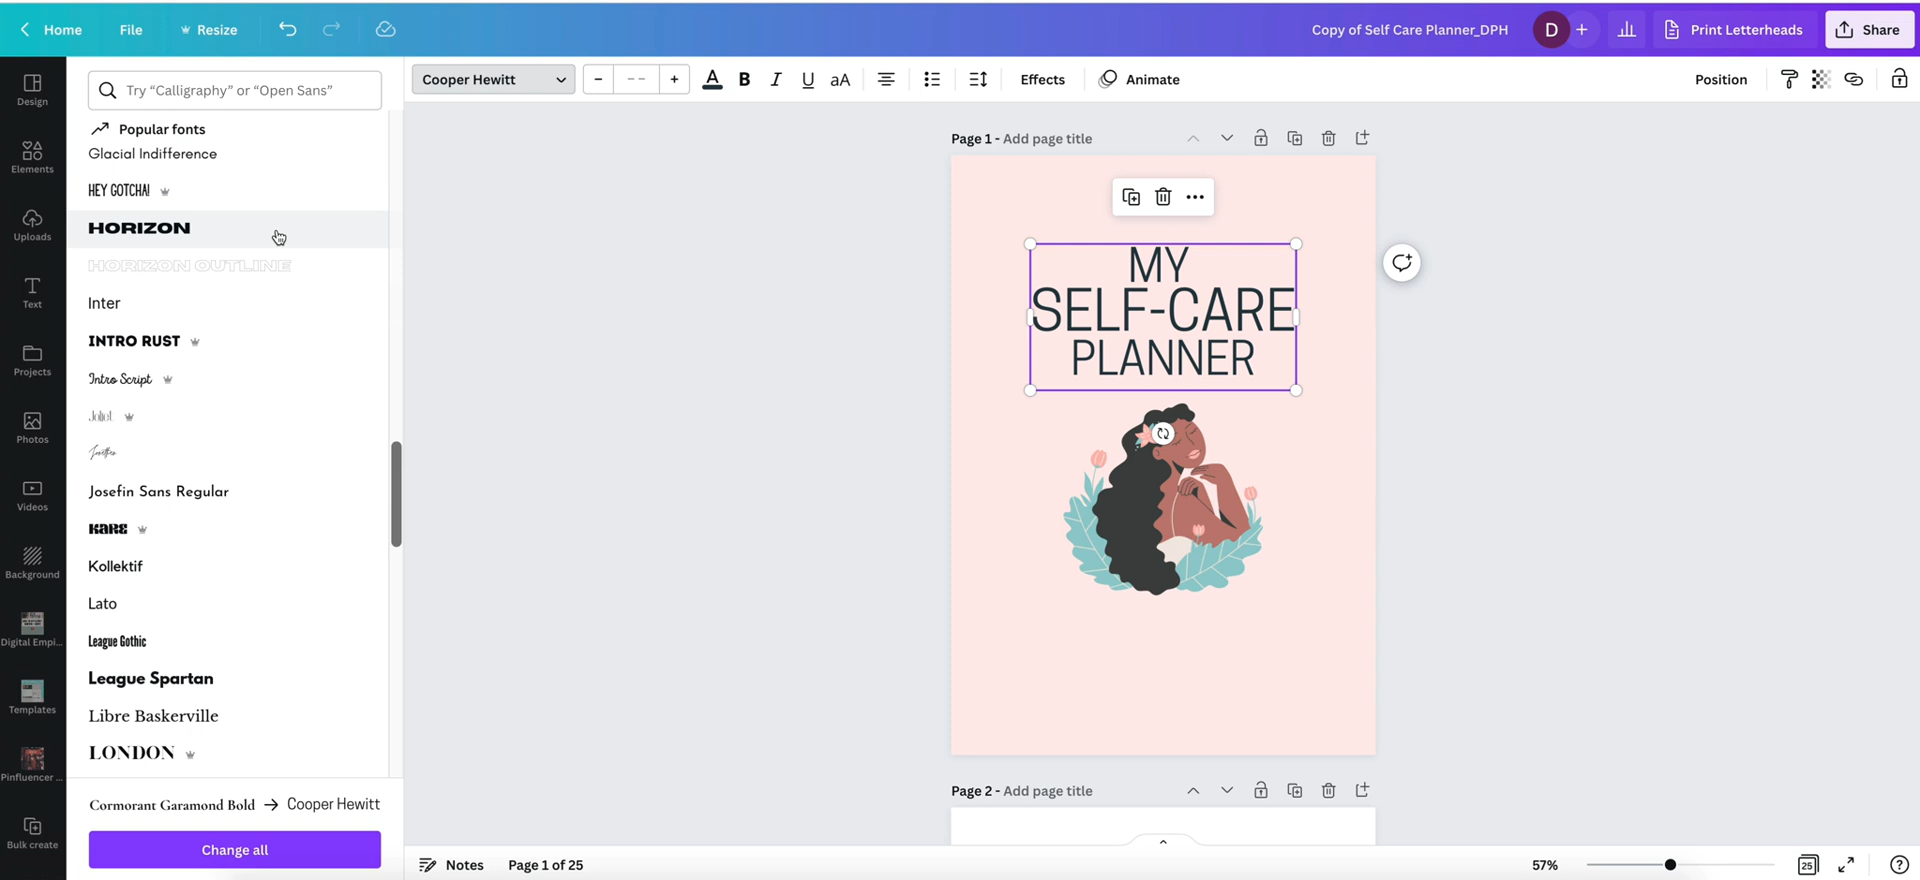 Home
File
Resize
Copy of Self Care Planner_DPH
D
Print Letterheads
Share
Design
Elements
Uploads
Text
Projects
Photos
Videos
Background
Digital Empi...
Templates
Pinfluencer ...
Bulk create
Try “Calligraphy” or “Open Sans”
Popular fonts
Glacial Indifference
HEY GOTCHA!
HORIZON
HORIZON OUTLINE
Inter
INTRO RUST
Intro Script
Joliet
Josefin Sans Regular
KARE
Kollektif
Lato
League Gothic
League Spartan
Libre Baskerville
LONDON
Cormorant Garamond Bold → Cooper Hewitt
Change all
Cooper Hewitt
– -- +
A B I U aA
Effects
Animate
Position
Page 1 - Add page title
MY
SELF-CARE
PLANNER
Page 2 - Add page title
Notes
Page 1 of 25
57%
25
?